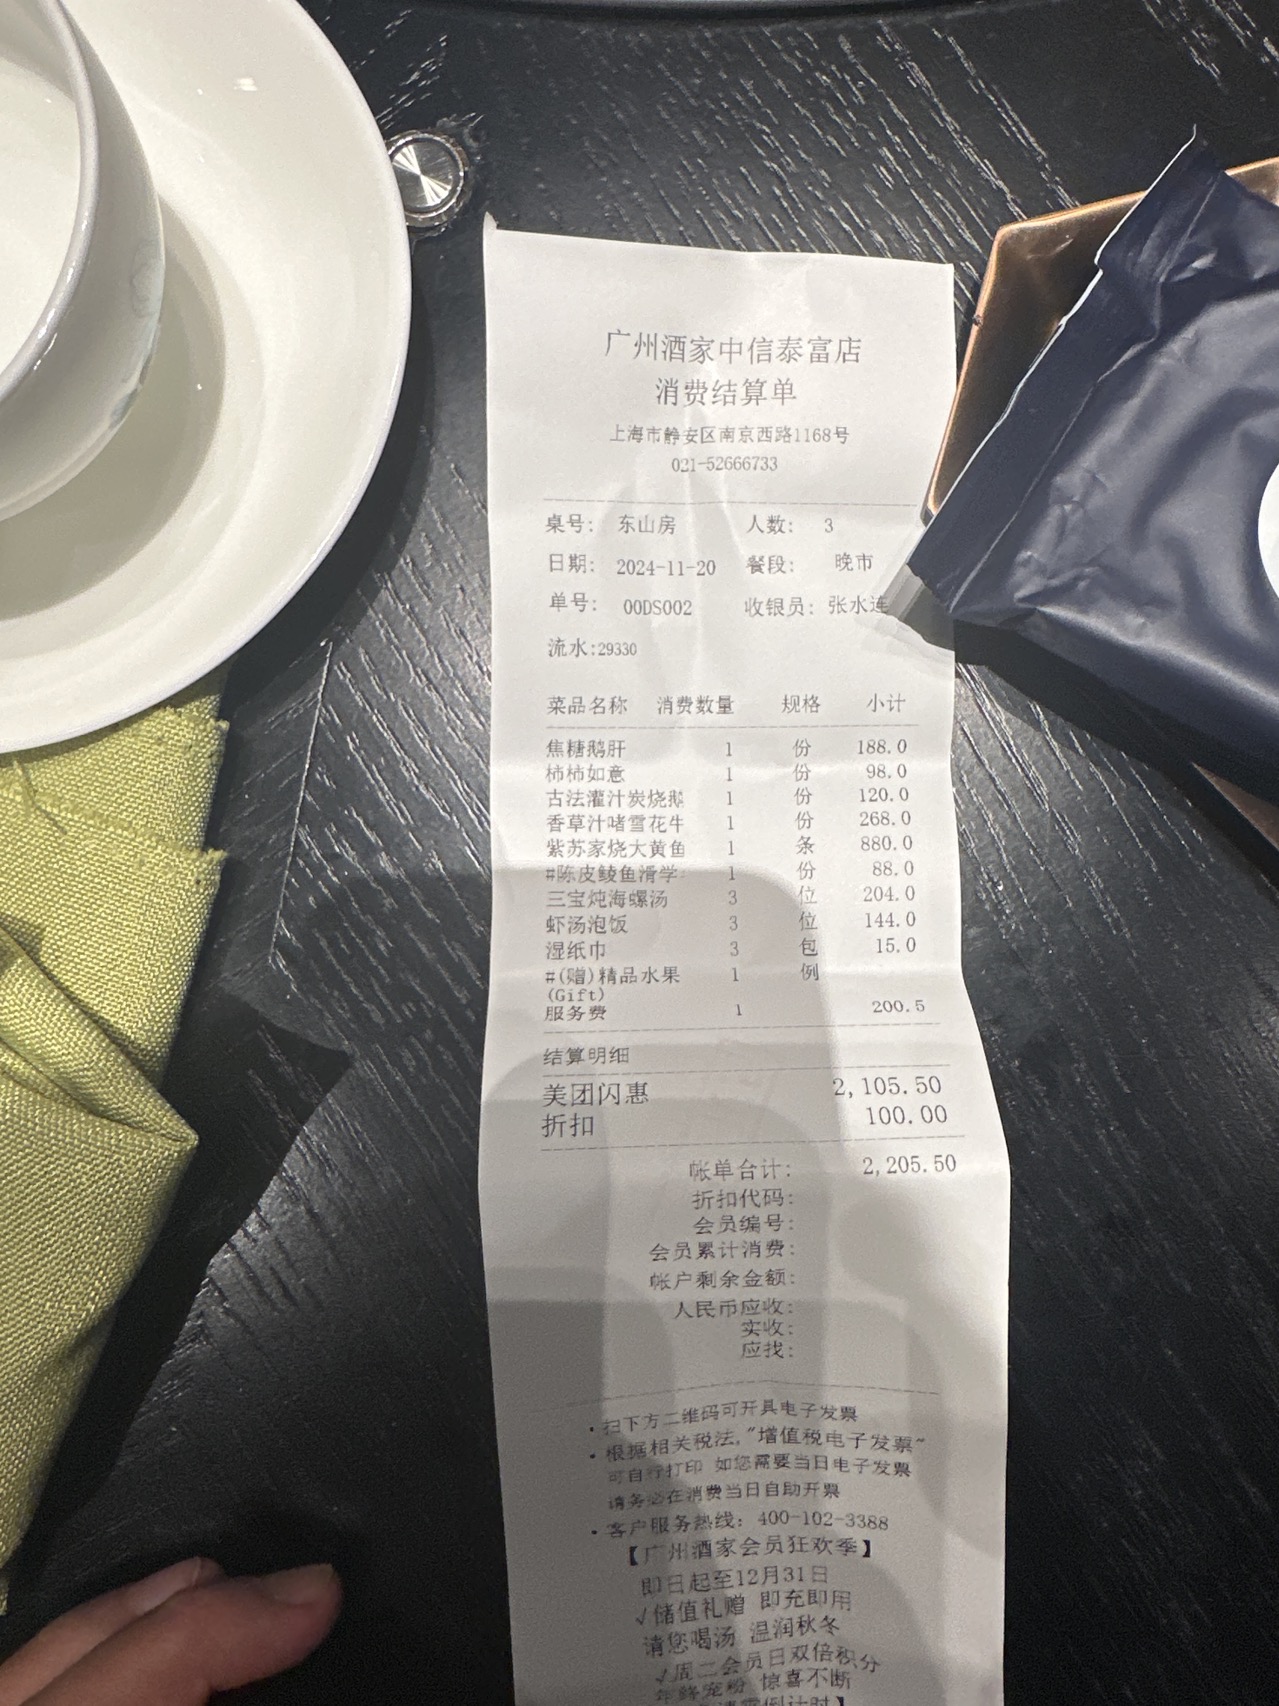 广州酒家中信泰富店
消费结算单
上海市静安区南京西路1168号
021-52666733
桌号: 东山房 人数: 3
日期: 2024-11-20 餐段: 晚市
单号: 00DS002 收银员: 张水连
流水:29330
菜品名称 消费数量 规格 小计
焦糖鹅肝 1 份 188.0
柿柿如意 1 份 98.0
古法灌汁炭烧鹅 1 份 120.0
香草汁啫雪花牛 1 份 268.0
紫苏家烧大黄鱼 1 条 880.0
#陈皮鲮鱼滑学 1 份 88.0
三宝炖海螺汤 3 位 204.0
虾汤泡饭 3 位 144.0
湿纸巾 3 包 15.0
#(赠)精品水果 1 例
(Gift)
服务费 1 200.5
结算明细
美团闪惠 2,105.50
折扣 100.00
帐单合计: 2,205.50
折扣代码:
会员编号:
会员累计消费:
帐户剩余金额:
人民币应收:
实收:
应找:
·扫下方二维码可开具电子发票
·根据相关税法,"增值税电子发票"
可自行打印 如您需要当日电子发票
请务必在消费当日自助开票
·客户服务热线: 400-102-3388
【广州酒家会员狂欢季】
即日起至12月31日
√储值礼赠 即充即用
请您喝汤 温润秋冬
√周二会员日双倍积分
年终宠粉 惊喜不断
倒计时】